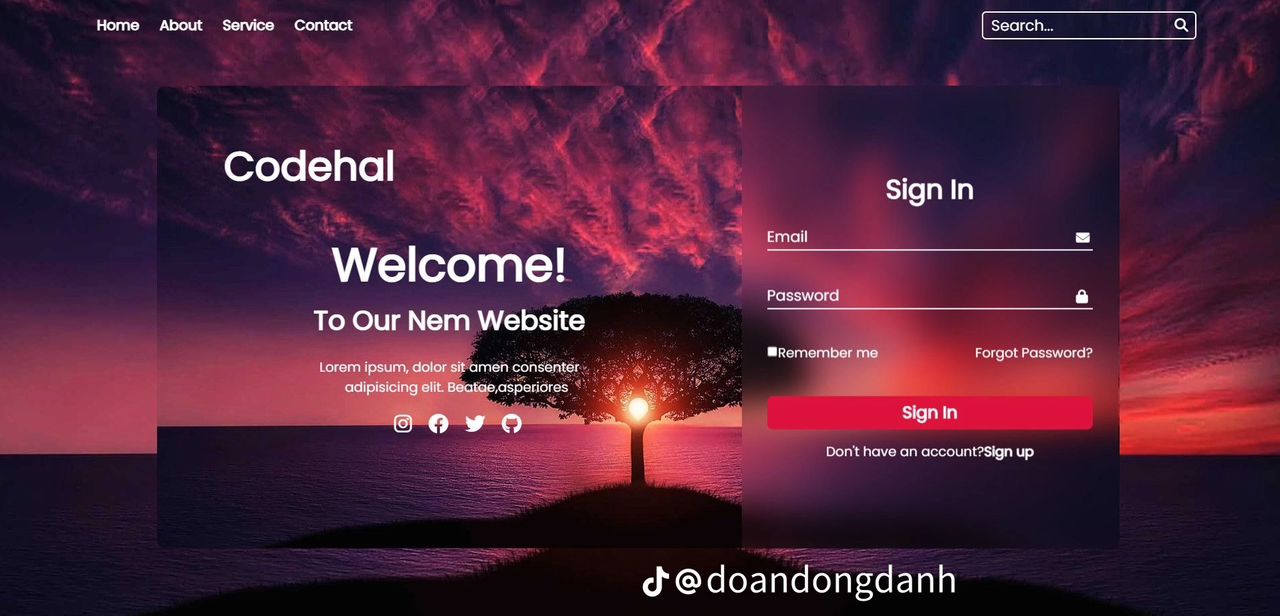 Home About Service Contact Search...
Codehal
Welcome!
To Our Nem Website
Lorem ipsum, dolor sit amen consenter
adipisicing elit. Beatae,asperiores
Sign In
Email
Password
Remember me Forgot Password?
Sign In
Don't have an account?Sign up
@doandongdanh